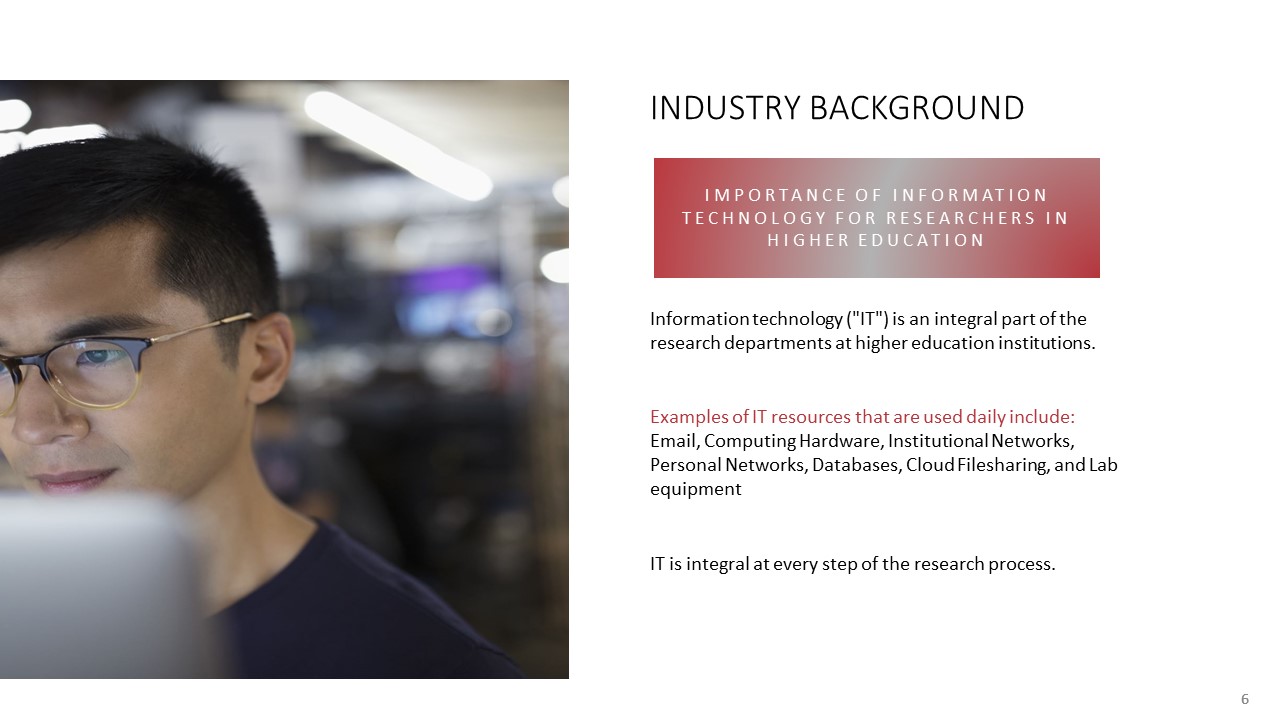 INDUSTRY BACKGROUND
IMPORTANCE OF INFORMATION
TECHNOLOGY FOR RESEARCHERS IN
HIGHER EDUCATION
Information technology ("IT") is an integral part of the
research departments at higher education institutions.
Examples of IT resources that are used daily include:
Email, Computing Hardware, Institutional Networks,
Personal Networks, Databases, Cloud Filesharing, and Lab
equipment
IT is integral at every step of the research process.
6